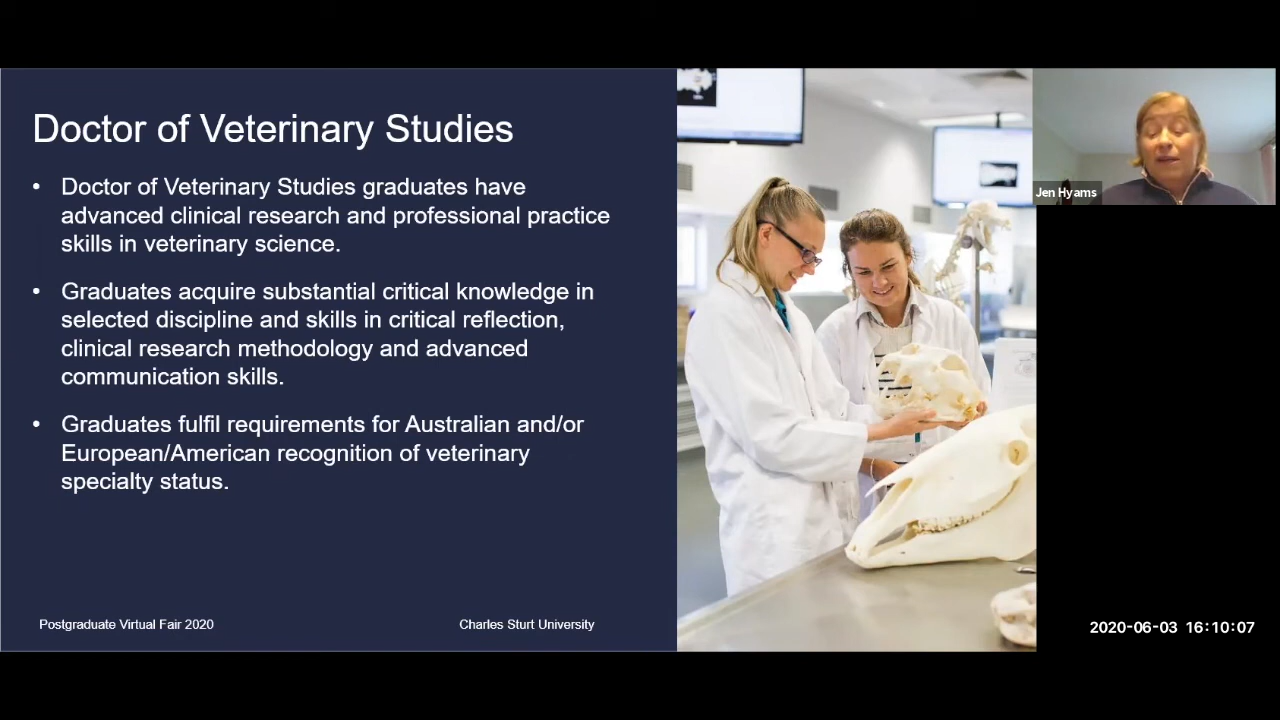 Doctor of Veterinary Studies
• Doctor of Veterinary Studies graduates have
advanced clinical research and professional practice
skills in veterinary science.
• Graduates acquire substantial critical knowledge in
selected discipline and skills in critical reflection,
clinical research methodology and advanced
communication skills.
• Graduates fulfil requirements for Australian and/or
European/American recognition of veterinary
specialty status.
Postgraduate Virtual Fair 2020
Charles Sturt University
Jen Hyams
2020-06-03 16:10:07